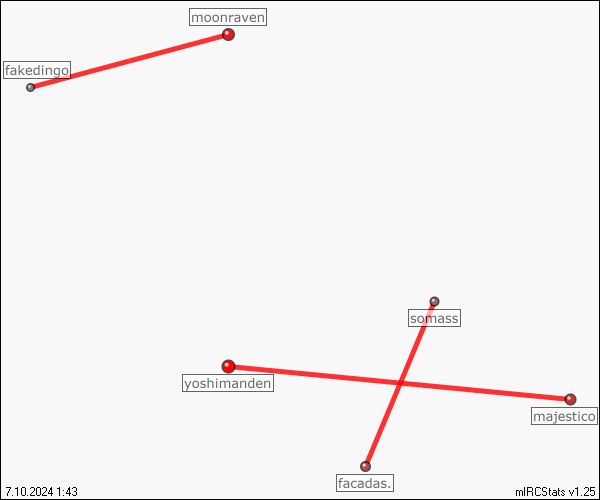 moonraven
fakedingo
somass
yoshimanden
majestico
facadas.
7.10.2024 1:43
mIRCStats v1.25